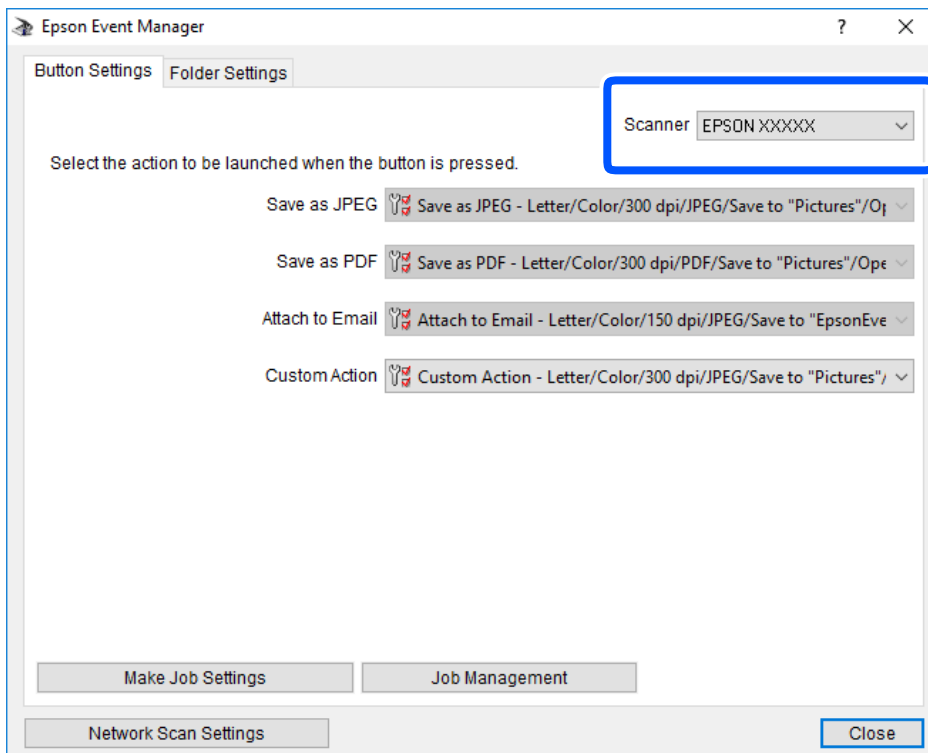 Epson Event Manager
Button Settings Folder Settings
Scanner EPSON XXXXX
Select the action to be launched when the button is pressed.
Save as JPEG Save as JPEG - Letter/Color/300 dpi/JPEG/Save to "Pictures"/Op
Save as PDF Save as PDF - Letter/Color/300 dpi/PDF/Save to "Pictures"/Ope
Attach to Email Attach to Email - Letter/Color/150 dpi/JPEG/Save to "EpsonEve
Custom Action Custom Action - Letter/Color/300 dpi/JPEG/Save to "Pictures"/
Make Job Settings Job Management
Network Scan Settings Close